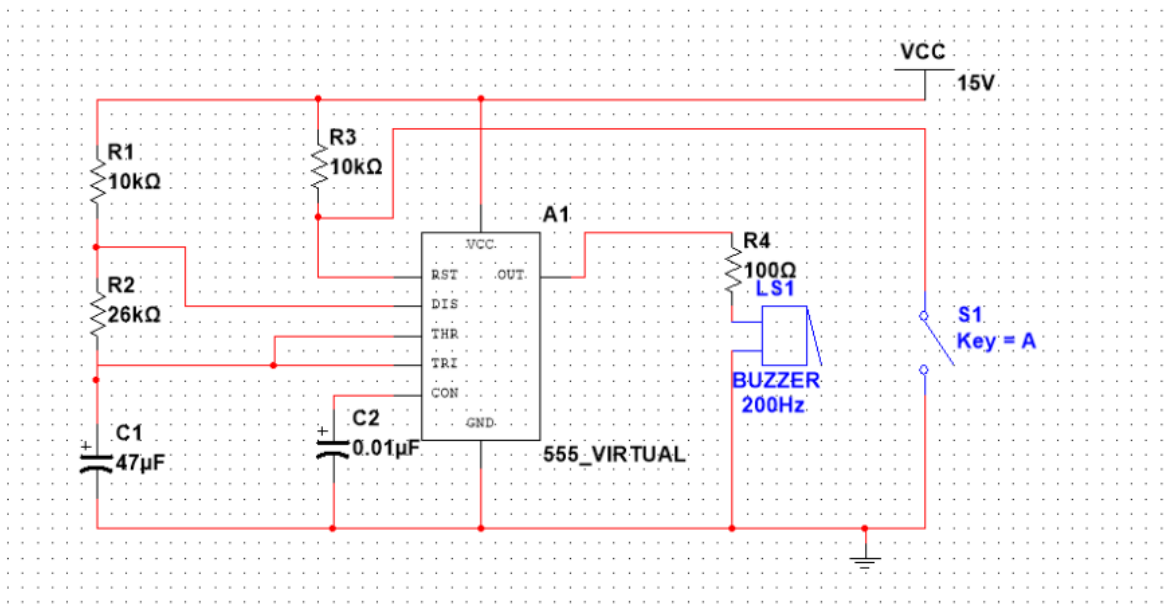 VCC
15V
R1
10kΩ
R3
10kΩ
R2
26kΩ
A1
VCC
RST
OUT
DIS
THR
TRI
CON
GND
555_VIRTUAL
R4
100Ω
LS1
BUZZER
200Hz
S1
Key = A
C1
+
47µF
C2
+
0.01µF